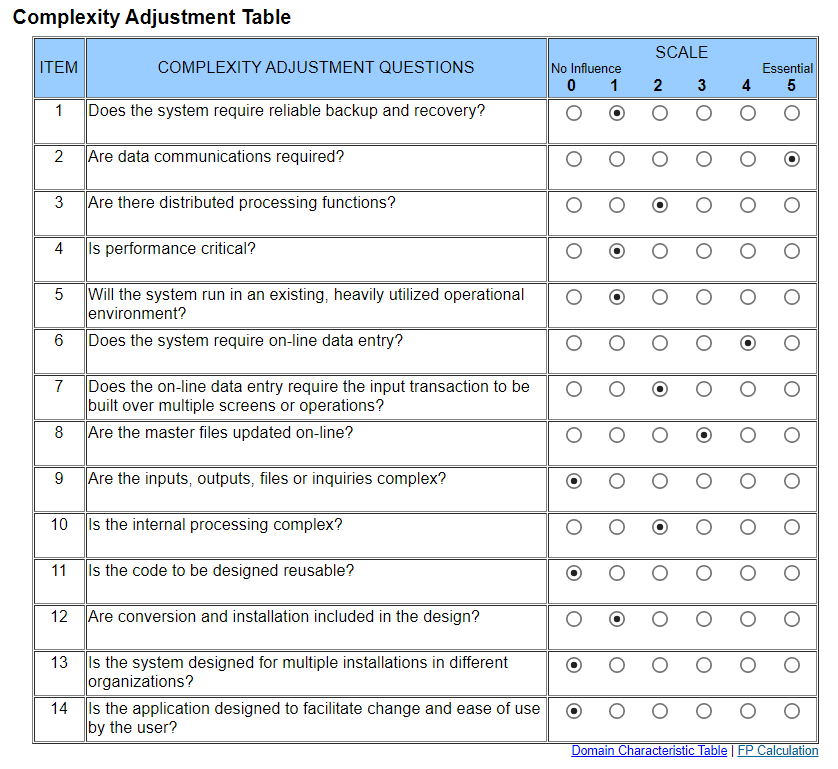 Complexity Adjustment Table
ITEM
COMPLEXITY ADJUSTMENT QUESTIONS
SCALE
No Influence Essential
0 1 2 3 4 5
1 Does the system require reliable backup and recovery?
2 Are data communications required?
3 Are there distributed processing functions?
4 Is performance critical?
5 Will the system run in an existing, heavily utilized operational
environment?
6 Does the system require on-line data entry?
7 Does the on-line data entry require the input transaction to be
built over multiple screens or operations?
8 Are the master files updated on-line?
9 Are the inputs, outputs, files or inquiries complex?
10 Is the internal processing complex?
11 Is the code to be designed reusable?
12 Are conversion and installation included in the design?
13 Is the system designed for multiple installations in different
organizations?
14 Is the application designed to facilitate change and ease of use
by the user?
Domain Characteristic Table | FP Calculation